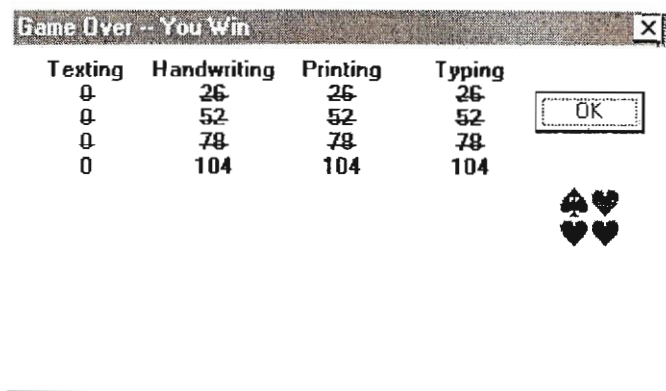 Game Over -- You Win
Texting Handwriting Printing Typing
0 26 26 26
0 52 52 52
0 78 78 78
0 104 104 104
OK